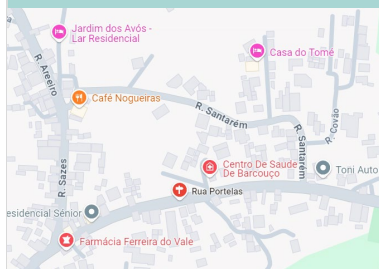 Jardim dos Avós -
Lar Residencial
Casa do Tomé
R. Areeiro
Café Nogueiras
R. Santarém
R. Covão
R. Santarém
R. Sazes
Centro De Saúde
De Barcouço
Toni Auto
Rua Portelas
esidencial Sénior
Farmácia Ferreira do Vale